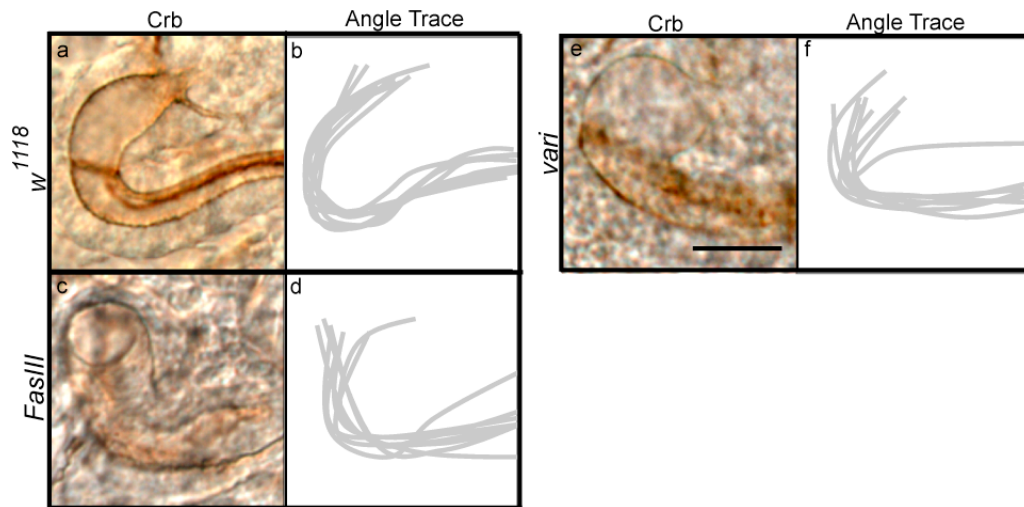 Crb Angle Trace
a b
w1118
c d
FasIII
Crb Angle Trace
e f
vari